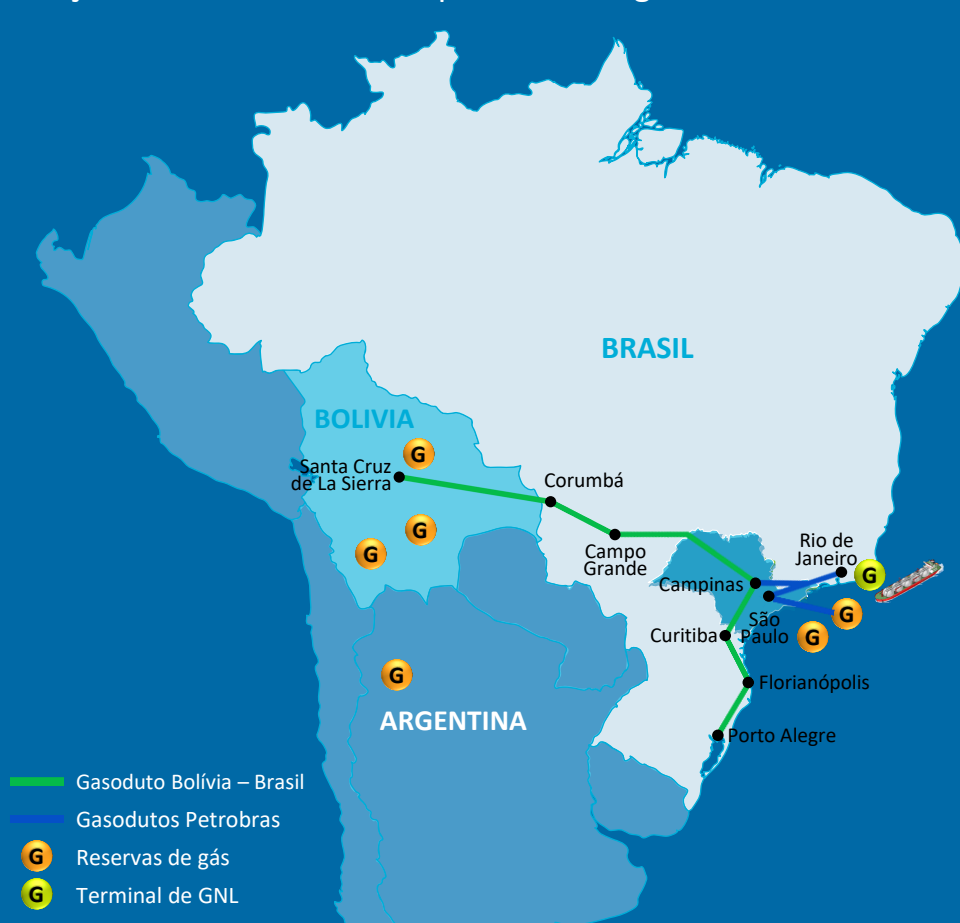 BRASIL
BOLIVIA
G
Santa Cruz
de La Sierra
Corumbá
G
G
Campo
Grande
Rio de
Janeiro
G
Campinas
São
Paulo
G
G
Curitiba
G
Florianópolis
ARGENTINA
Porto Alegre
Gasoduto Bolívia – Brasil
Gasodutos Petrobras
G Reservas de gás
G Terminal de GNL